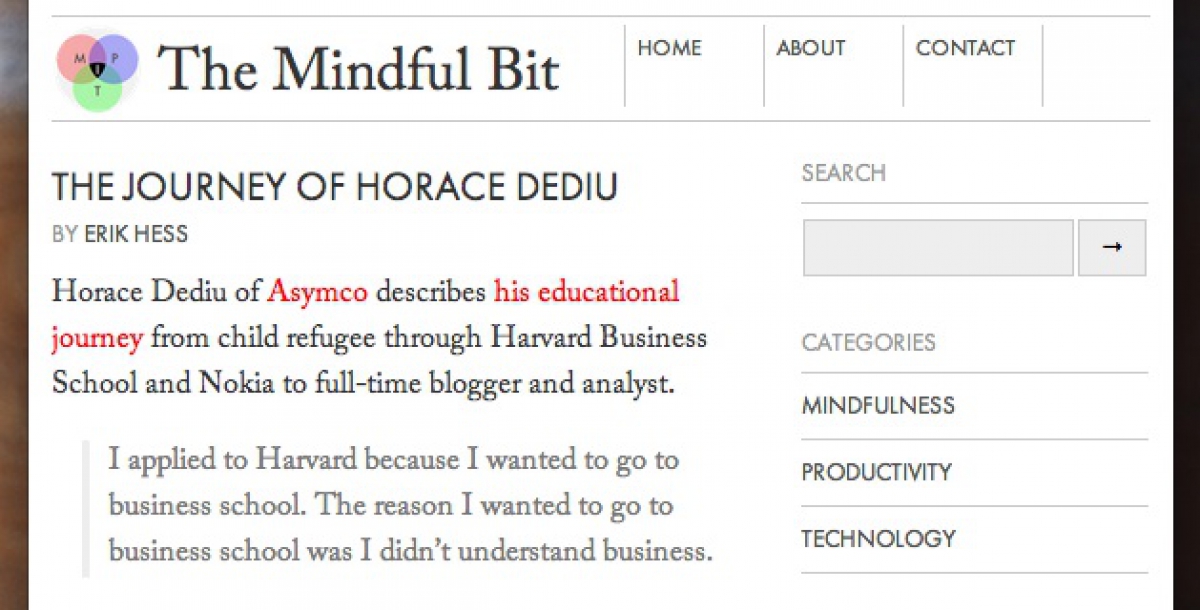 M P
T
The Mindful Bit
HOME
ABOUT
CONTACT
THE JOURNEY OF HORACE DEDIU
BY ERIK HESS
Horace Dediu of Asymco describes his educational
journey from child refugee through Harvard Business
School and Nokia to full-time blogger and analyst.
I applied to Harvard because I wanted to go to
business school. The reason I wanted to go to
business school was I didn’t understand business.
SEARCH
→
CATEGORIES
MINDFULNESS
PRODUCTIVITY
TECHNOLOGY